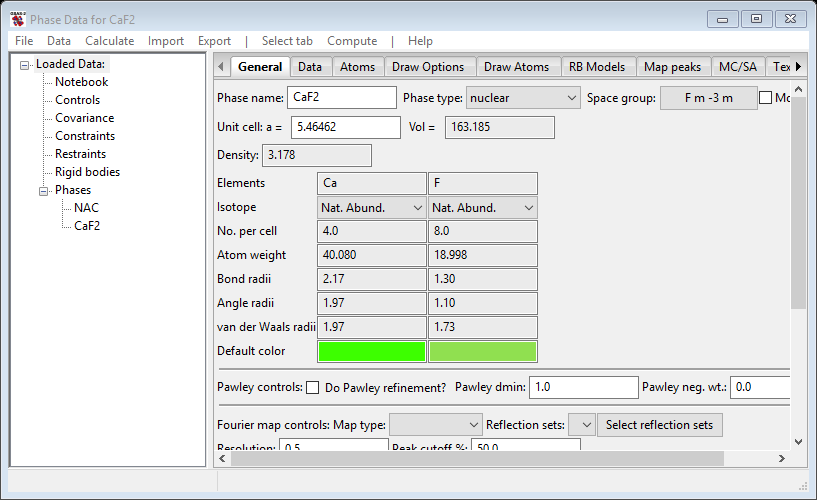 Phase Data for CaF2
File Data Calculate Import Export | Select tab Compute | Help
Loaded Data:
Notebook
Controls
Covariance
Constraints
Restraints
Rigid bodies
Phases
NAC
CaF2
General Data Atoms Draw Options Draw Atoms RB Models Map peaks MC/SA Tex
Phase name: CaF2 Phase type: nuclear Space group: F m -3 m Mo
Unit cell: a = 5.46462 Vol = 163.185
Density: 3.178
Elements Ca F
Isotope Nat. Abund. Nat. Abund.
No. per cell 4.0 8.0
Atom weight 40.080 18.998
Bond radii 2.17 1.30
Angle radii 1.97 1.10
van der Waals radii 1.97 1.73
Default color
Pawley controls: Do Pawley refinement? Pawley dmin: 1.0 Pawley neg. wt.: 0.0
Fourier map controls: Map type: Reflection sets: Select reflection sets
Resolution: 0.5 Peak cutoff %: 50.0